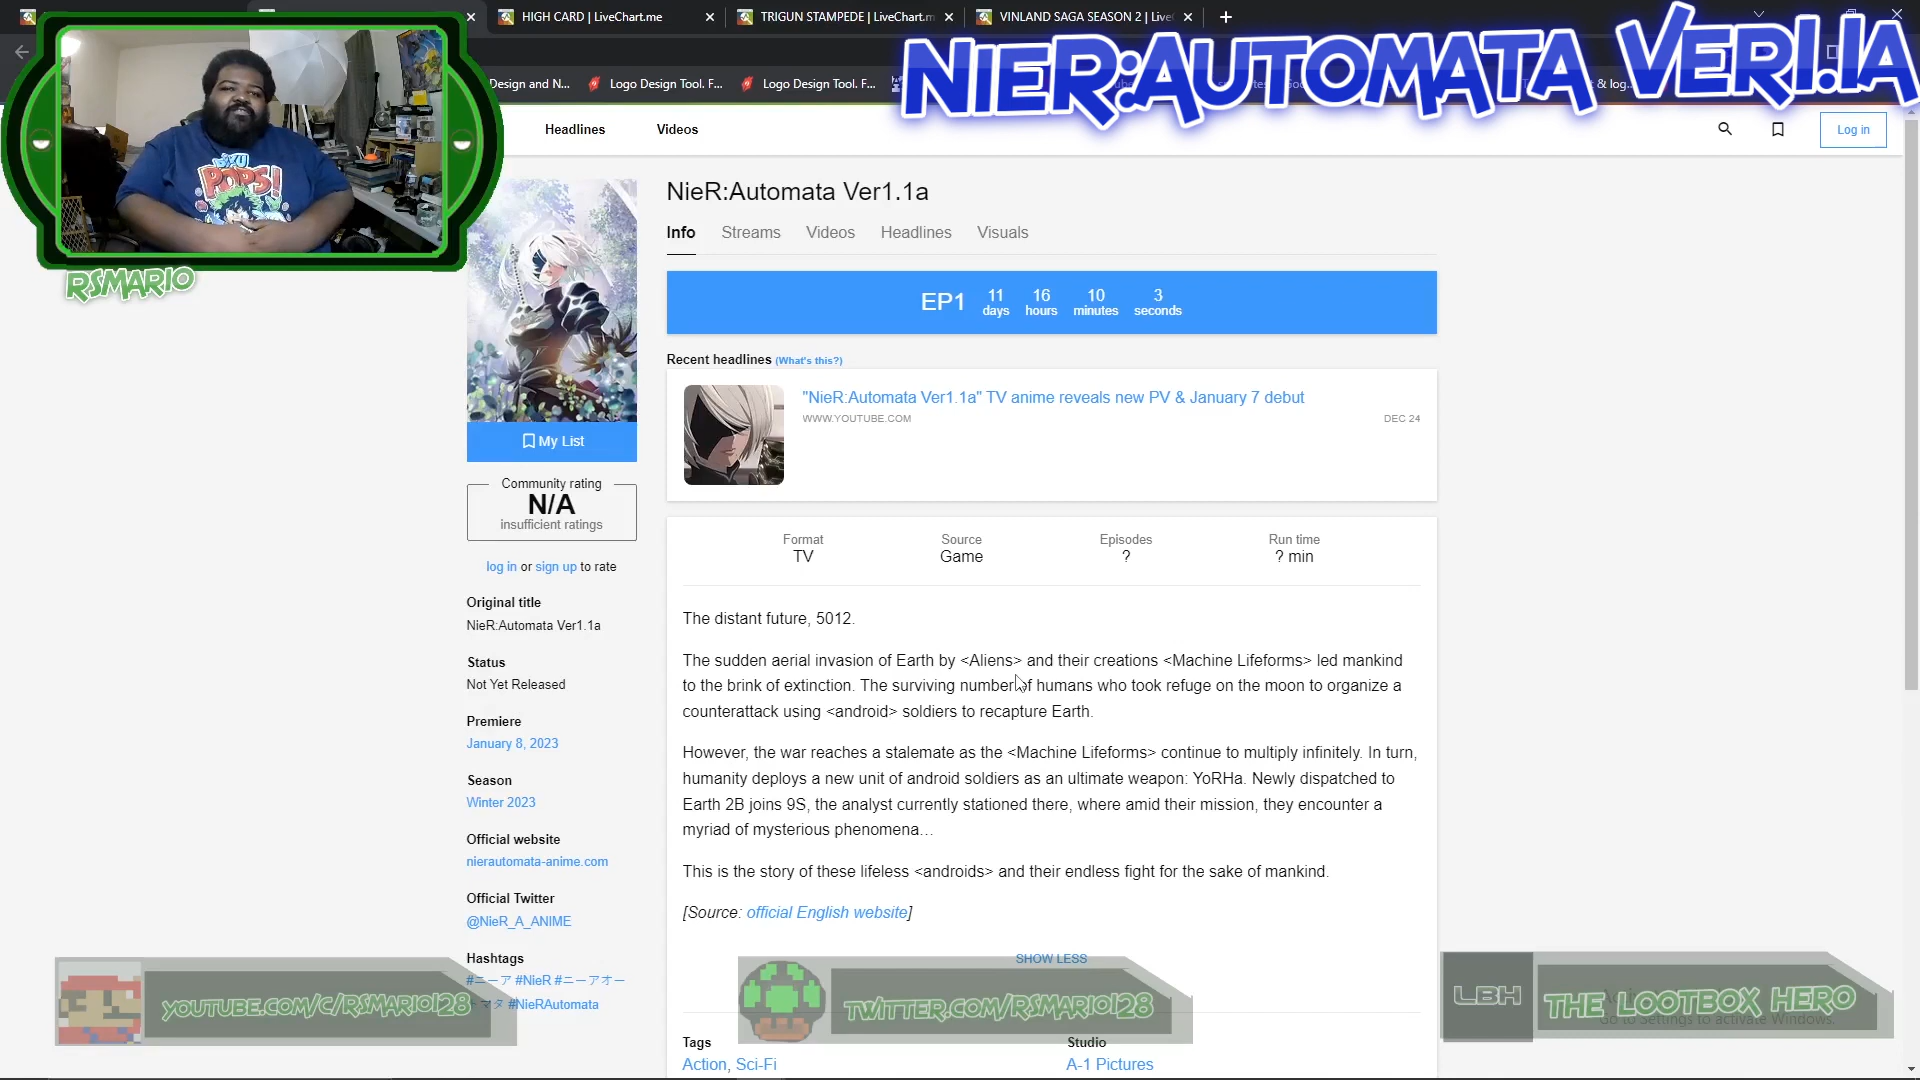 HIGH CARD | LiveChart.me
TRIGUN STAMPEDE | LiveChart.m
VINLAND SAGA SEASON 2 | Live
NIER:AUTOMATA VER1.1A
Design and N...
Logo Design Tool. F...
Logo Design Tool. F...
& log...
Headlines
Videos
Log in
POPS!
RSMARIO
NieR:Automata Ver1.1a
Info
Streams
Videos
Headlines
Visuals
EP1
11
days
16
hours
10
minutes
3
seconds
Recent headlines (What's this?)
"NieR:Automata Ver1.1a" TV anime reveals new PV & January 7 debut
WWW.YOUTUBE.COM
DEC 24
My List
Community rating
N/A
insufficient ratings
log in or sign up to rate
Original title
NieR:Automata Ver1.1a
Status
Not Yet Released
Premiere
January 8, 2023
Season
Winter 2023
Official website
nierautomata-anime.com
Official Twitter
@NieR_A_ANIME
Hashtags
#ニーア #NieR #ニーアオー
トマタ #NieRAutomata
Format
TV
Source
Game
Episodes
?
Run time
? min
The distant future, 5012.
The sudden aerial invasion of Earth by <Aliens> and their creations <Machine Lifeforms> led mankind
to the brink of extinction. The surviving number of humans who took refuge on the moon to organize a
counterattack using <android> soldiers to recapture Earth.
However, the war reaches a stalemate as the <Machine Lifeforms> continue to multiply infinitely. In turn,
humanity deploys a new unit of android soldiers as an ultimate weapon: YoRHa. Newly dispatched to
Earth 2B joins 9S, the analyst currently stationed there, where amid their mission, they encounter a
myriad of mysterious phenomena…
This is the story of these lifeless <androids> and their endless fight for the sake of mankind.
[Source: official English website]
SHOW LESS
Tags
Action, Sci-Fi
Studio
A-1 Pictures
YOUTUBE.COM/C/RSMARIO128
TWITTER.COM/RSMARIO128
LBH
THE LOOTBOX HERO
Go to Settings to activate Windows.